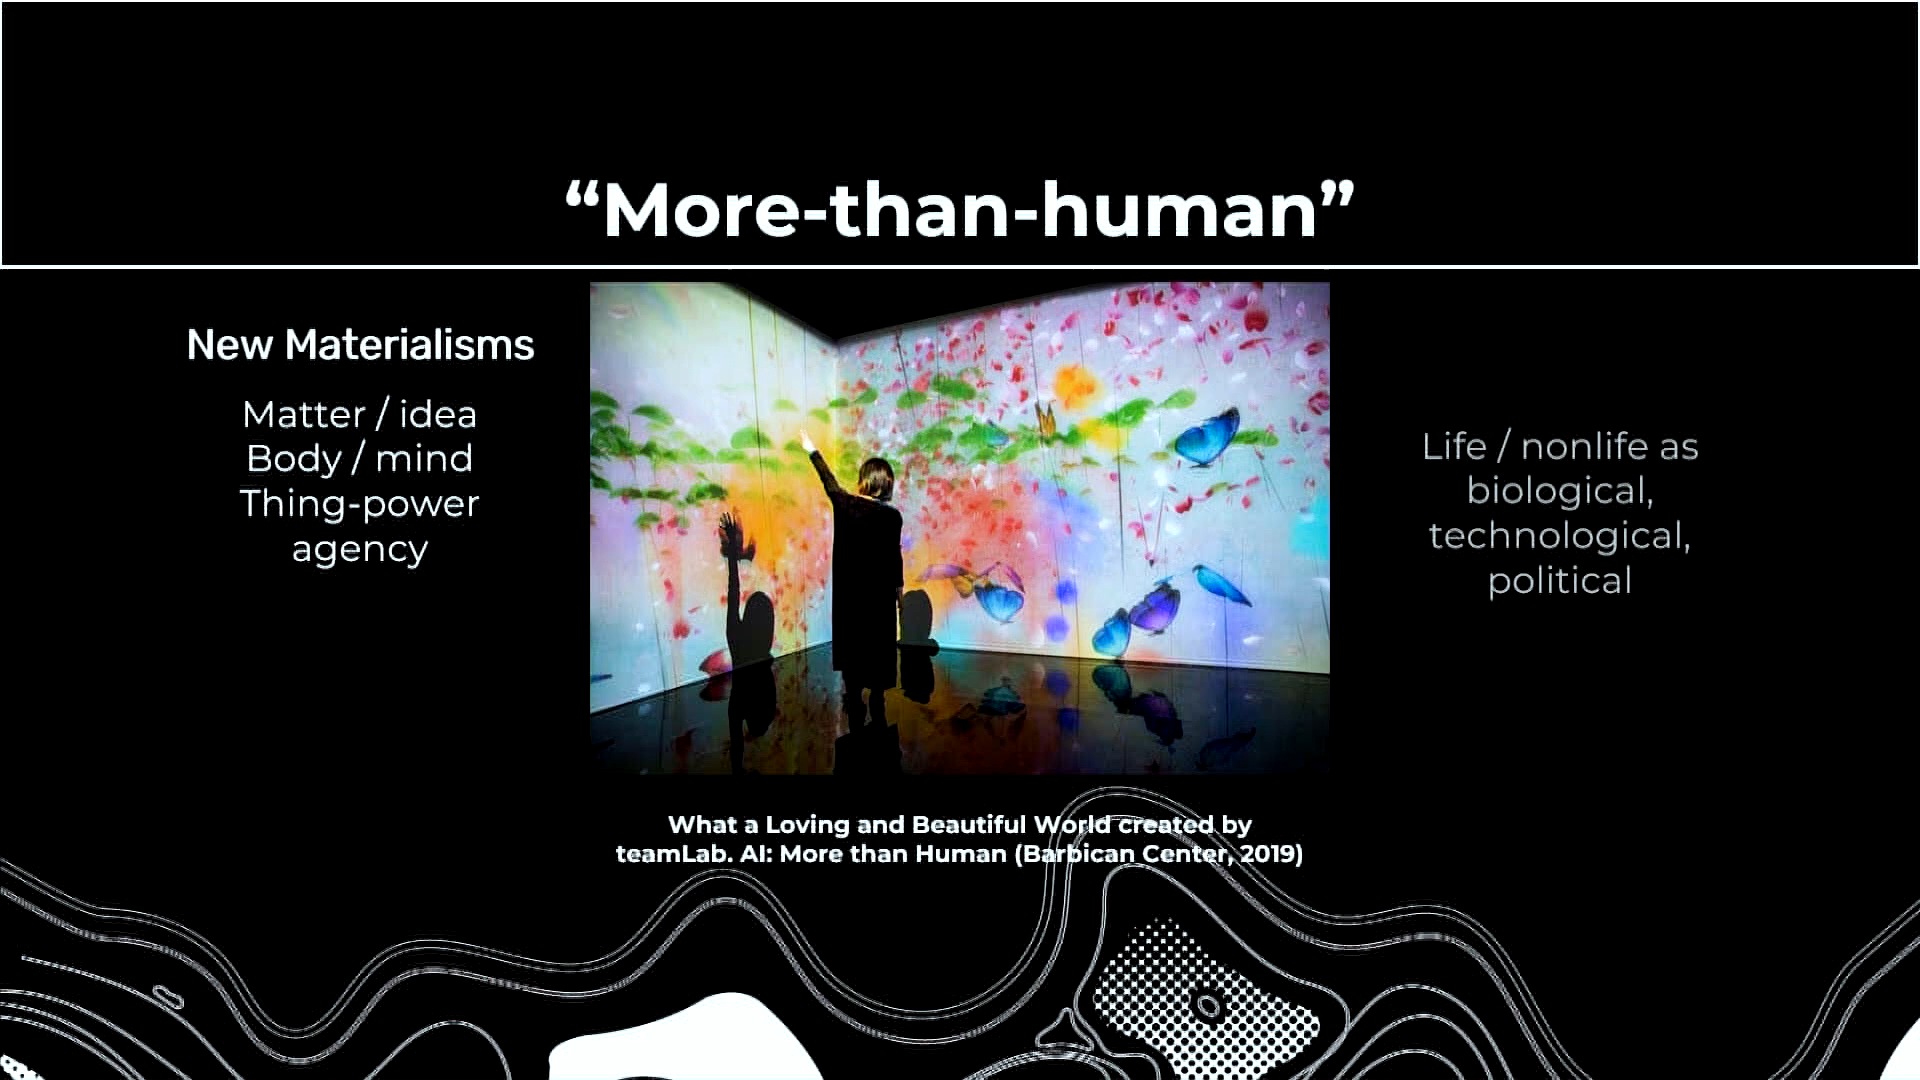 “More-than-human”
New Materialisms
Matter / idea
Body / mind
Thing-power
agency
Life / nonlife as
biological,
technological,
political
What a Loving and Beautiful World created by
teamLab. AI: More than Human (Barbican Center, 2019)